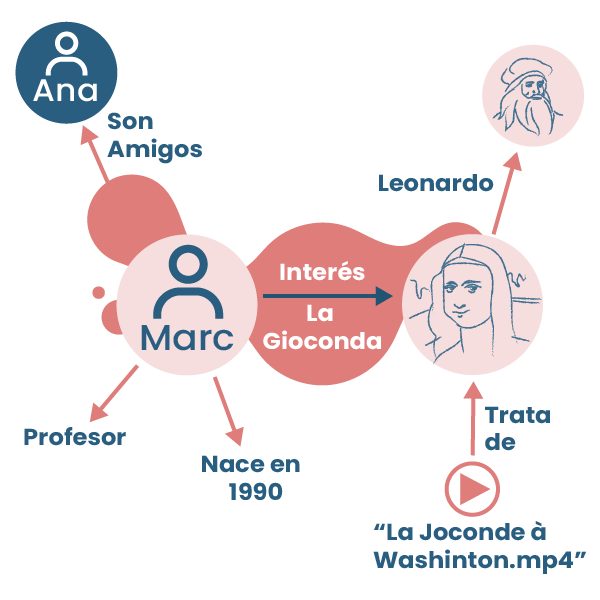 Ana
Son
Amigos
Leonardo
Interés
La
Gioconda
Marc
Profesor
Nace en
1990
Trata
de
“La Joconde à
Washinton.mp4”